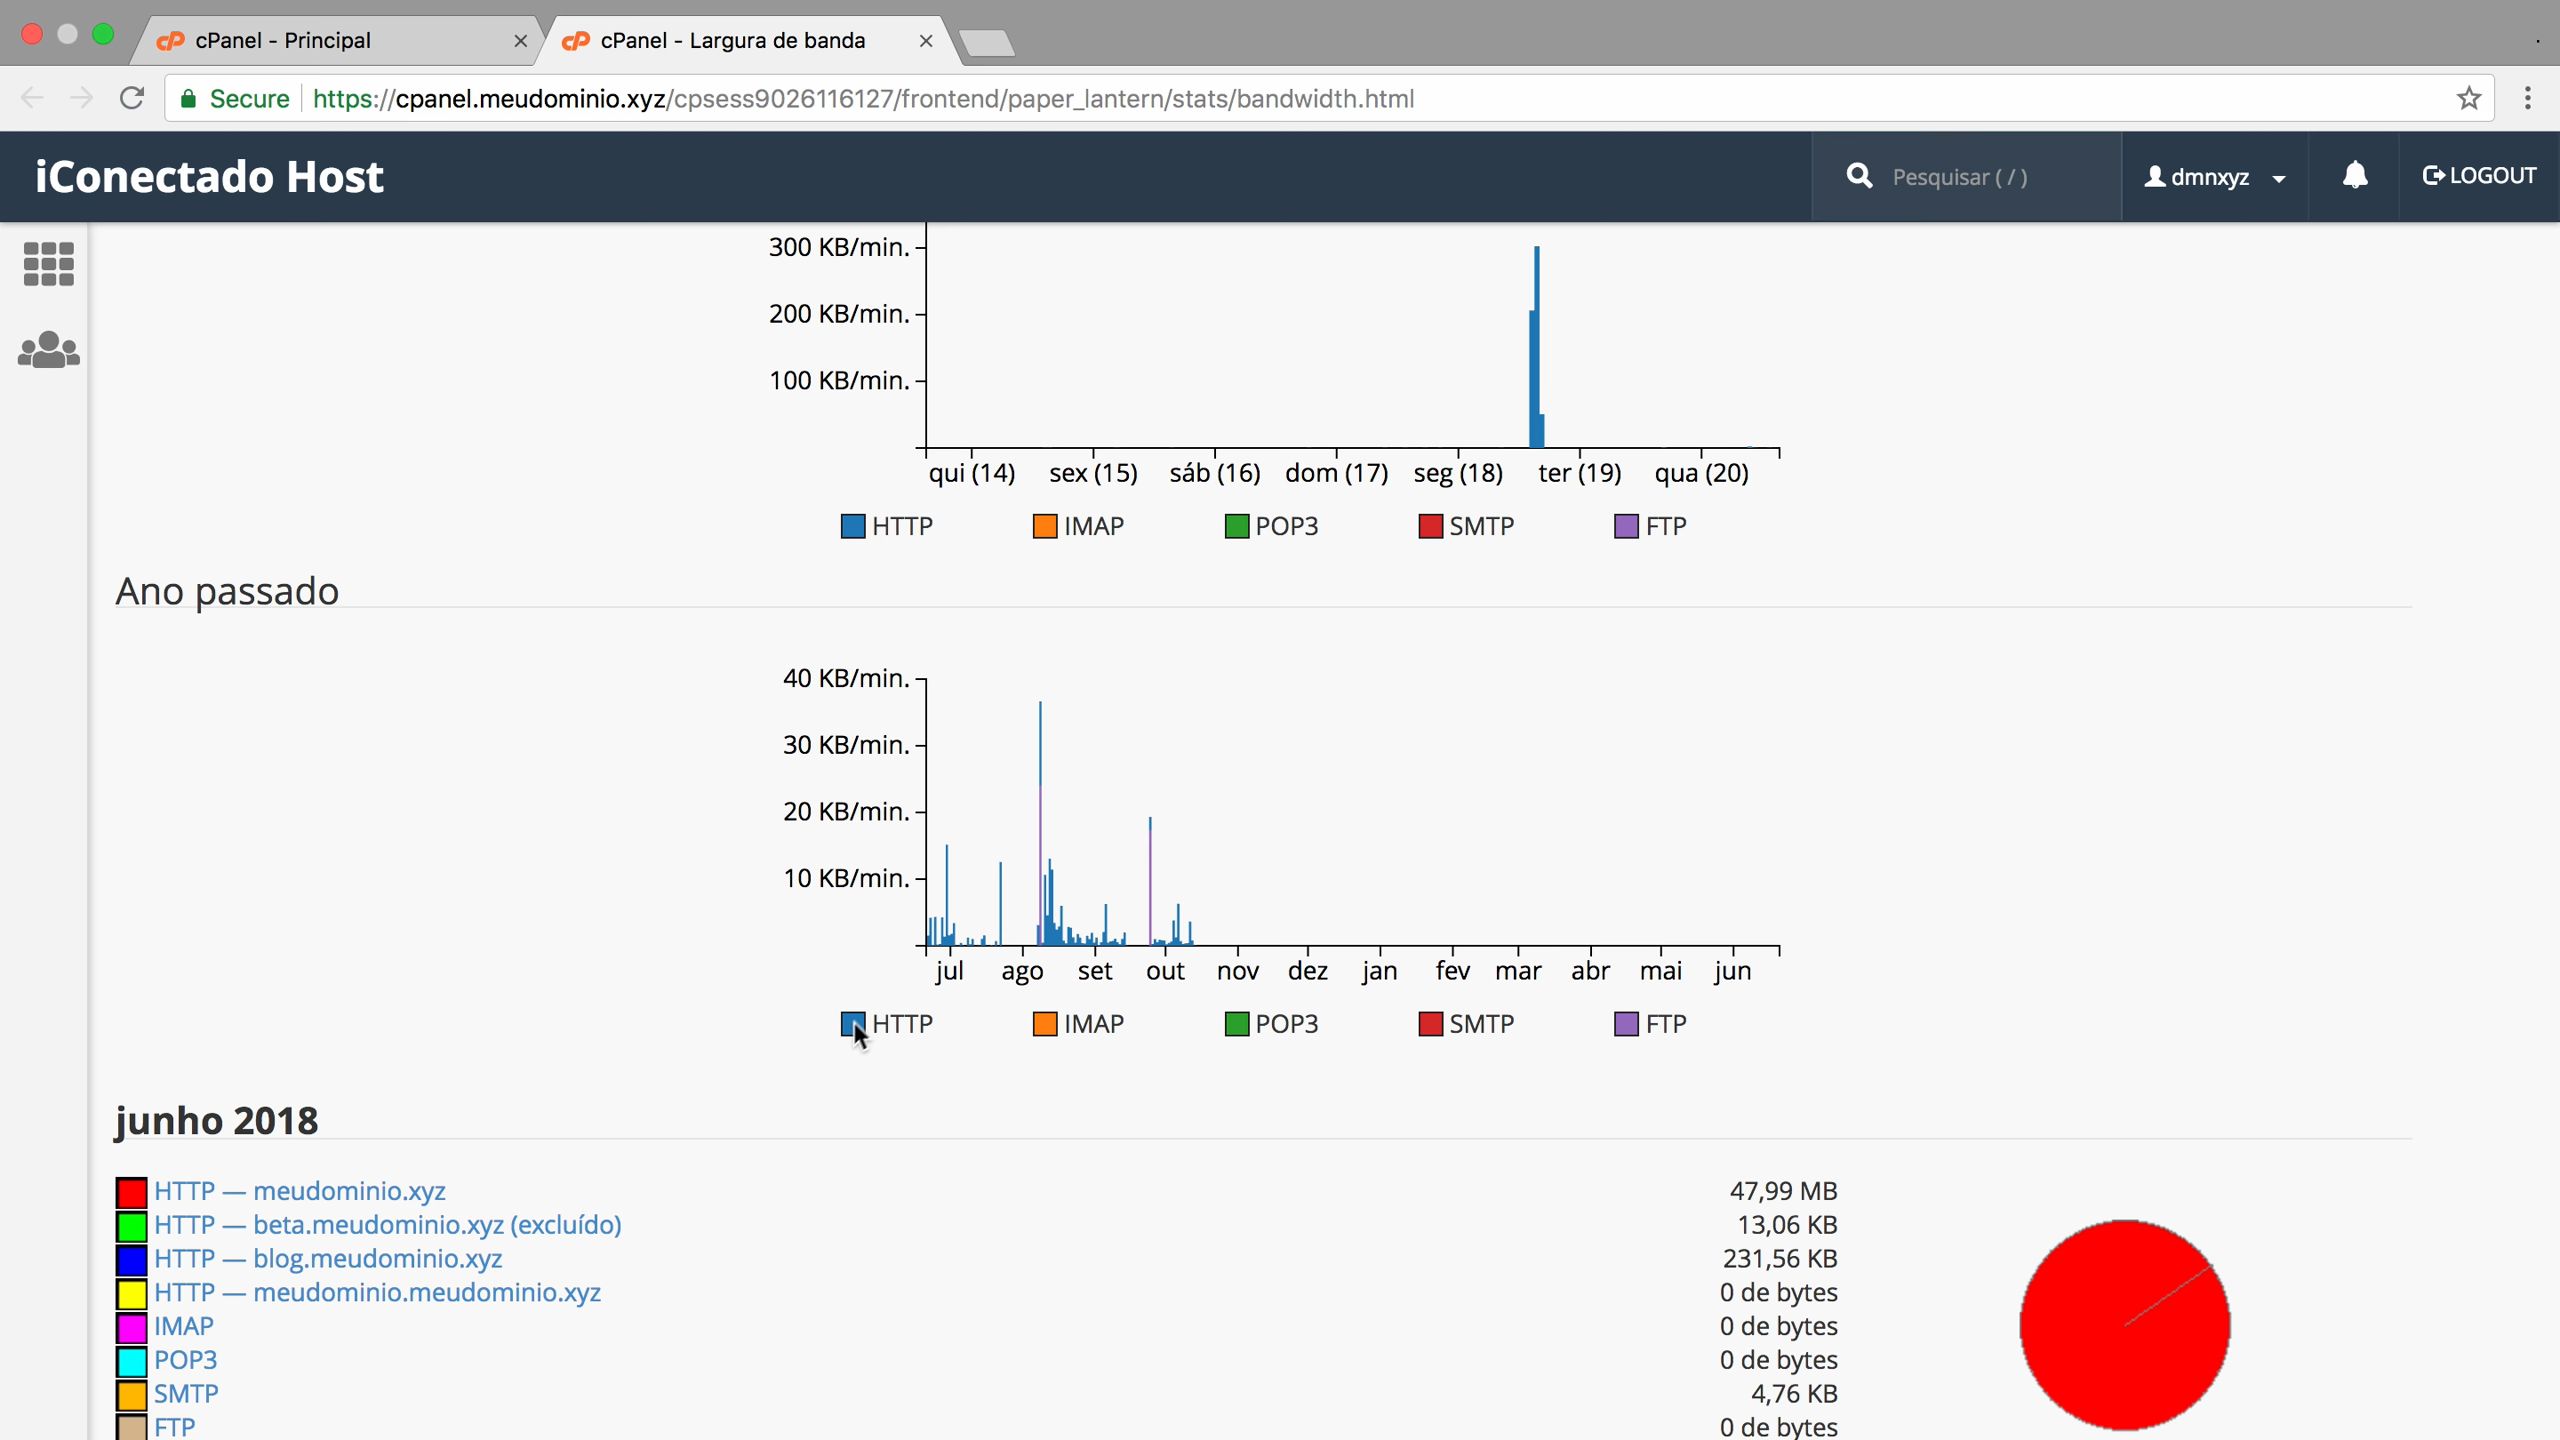 cPanel - Principal
cPanel - Largura de banda
Secure https://cpanel.meudominio.xyz/cpsess9026116127/frontend/paper_lantern/stats/bandwidth.html
iConectado Host
Pesquisar ( / )
dmnxyz
LOGOUT
300 KB/min.
200 KB/min.
100 KB/min.
qui (14) sex (15) sáb (16) dom (17) seg (18) ter (19) qua (20)
HTTP IMAP POP3 SMTP FTP
Ano passado
40 KB/min.
30 KB/min.
20 KB/min.
10 KB/min.
jul ago set out nov dez jan fev mar abr mai jun
HTTP IMAP POP3 SMTP FTP
junho 2018
HTTP — meudominio.xyz 47,99 MB
HTTP — beta.meudominio.xyz (excluído) 13,06 KB
HTTP — blog.meudominio.xyz 231,56 KB
HTTP — meudominio.meudominio.xyz 0 de bytes
IMAP 0 de bytes
POP3 0 de bytes
SMTP 4,76 KB
FTP 0 de bytes